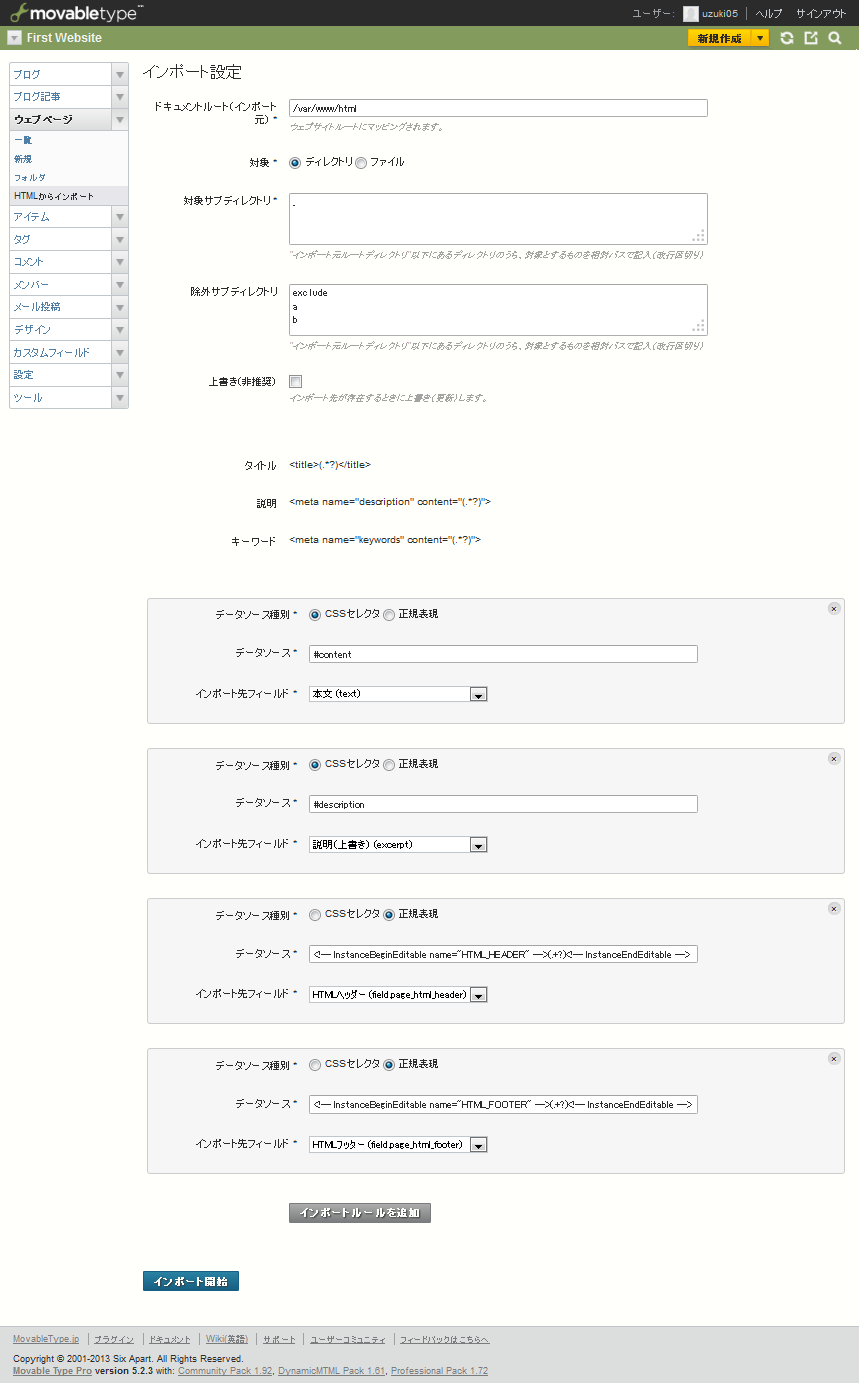 movabletype™
ユーザー: uzuki05 ヘルプ サインアウト
First Website
新規作成
ブログ
ブログ記事
ウェブページ
一覧
新規
フォルダ
HTMLからインポート
アイテム
タグ
コメント
メンバー
メール投稿
デザイン
カスタムフィールド
設定
ツール
インポート設定
ドキュメントルート(インポート
元) *
/var/www/html
ウェブサイトルートにマッピングされます。
対象 * ディレクトリ ファイル
対象サブディレクトリ *
.
"インポート元ルートディレクトリ"以下にあるディレクトリのうち、対象とするものを相対パスで記入(改行区切り)
除外サブディレクトリ
exclude
a
b
"インポート元ルートディレクトリ"以下にあるディレクトリのうち、対象とするものを相対パスで記入(改行区切り)
上書き(非推奨)
インポート先が存在するときに上書き(更新)します。
タイトル <title>(.*?)</title>
説明 <meta name="description" content="(.*?)">
キーワード <meta name="keywords" content="(.*?)">
データソース種別 * CSSセレクタ 正規表現
データソース * #content
インポート先フィールド * 本文 (text)
データソース種別 * CSSセレクタ 正規表現
データソース * #description
インポート先フィールド * 説明(上書き) (excerpt)
データソース種別 * CSSセレクタ 正規表現
データソース * <!-- InstanceBeginEditable name="HTML_HEADER" -->(.+?)<!-- InstanceEndEditable -->
インポート先フィールド * HTMLヘッダー (field.page_html_header)
データソース種別 * CSSセレクタ 正規表現
データソース * <!-- InstanceBeginEditable name="HTML_FOOTER" -->(.+?)<!-- InstanceEndEditable -->
インポート先フィールド * HTMLフッター (field.page_html_footer)
インポートルールを追加
インポート開始
MovableType.jp プラグイン ドキュメント Wiki(英語) サポート ユーザーコミュニティ フィードバックはこちらへ
Copyright © 2001-2013 Six Apart. All Rights Reserved.
Movable Type Pro version 5.2.3 with: Community Pack 1.92, DynamicMTML Pack 1.61, Professional Pack 1.72